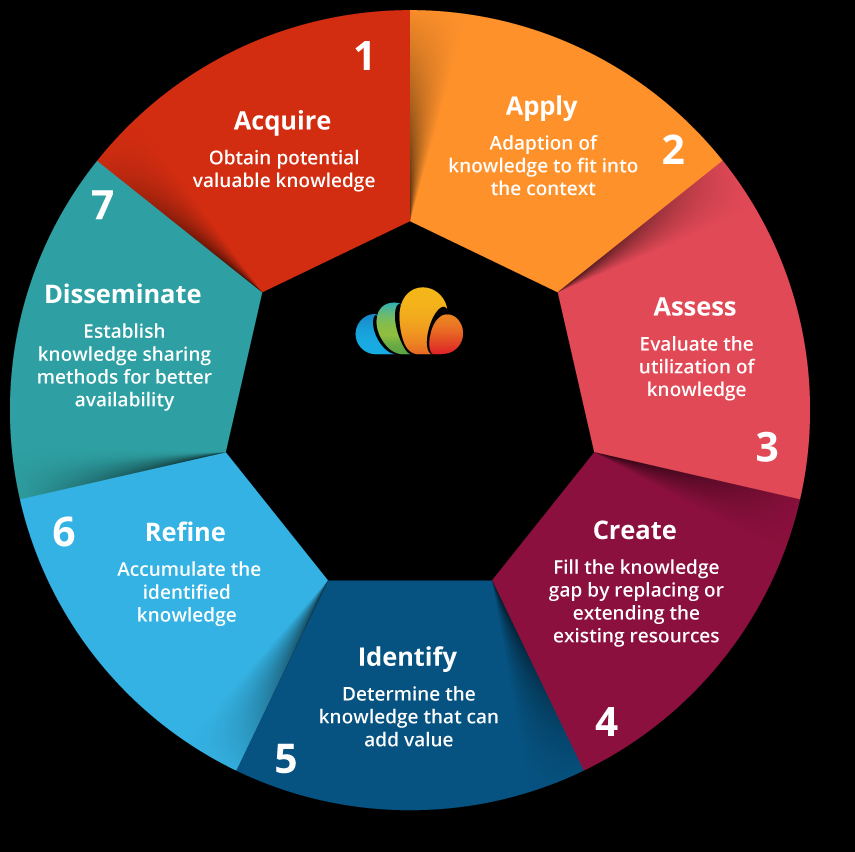 1
Acquire
Obtain potential
valuable knowledge
Apply
2
Adaption of
knowledge to fit into
the context
Assess
Evaluate the
utilization of
knowledge
3
Create
Fill the knowledge
gap by replacing or
extending the
existing resources
4
Identify
Determine the
knowledge that can
add value
5
6
Refine
Accumulate the
identified
knowledge
7
Disseminate
Establish
knowledge sharing
methods for better
availability